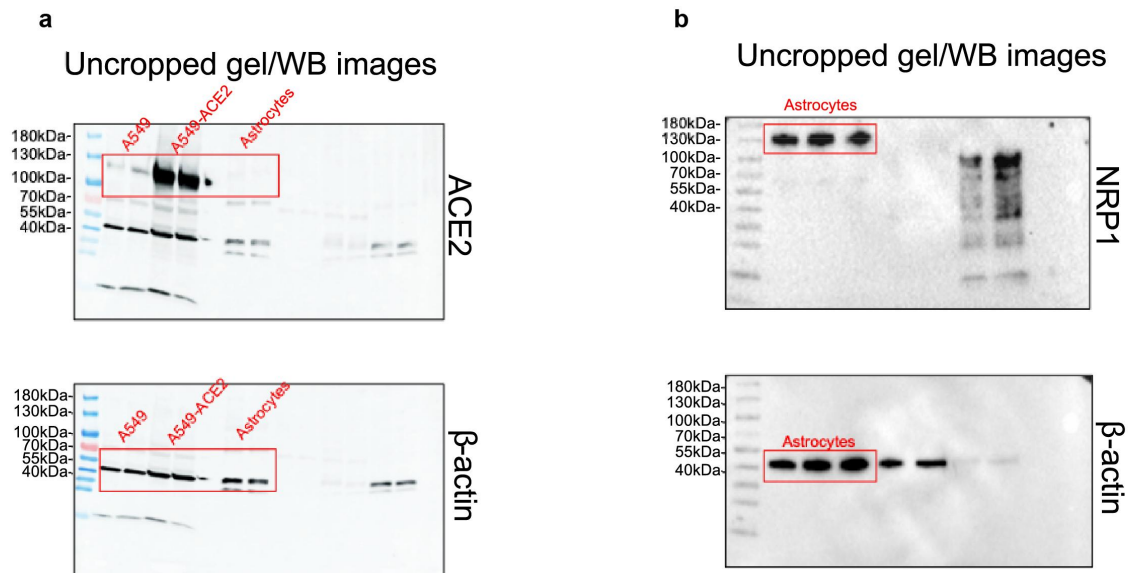 a
Uncropped gel/WB images
A549
A549-ACE2
Astrocytes
180kDa-
130kDa-
100kDa-
70kDa-
55kDa-
40kDa-
ACE2
A549
A549-ACE2
Astrocytes
180kDa-
130kDa-
100kDa-
70kDa-
55kDa-
40kDa-
β-actin
b
Uncropped gel/WB images
Astrocytes
180kDa-
130kDa-
100kDa-
70kDa-
55kDa-
40kDa-
NRP1
180kDa-
130kDa-
100kDa-
70kDa-
55kDa-
40kDa-
Astrocytes
β-actin